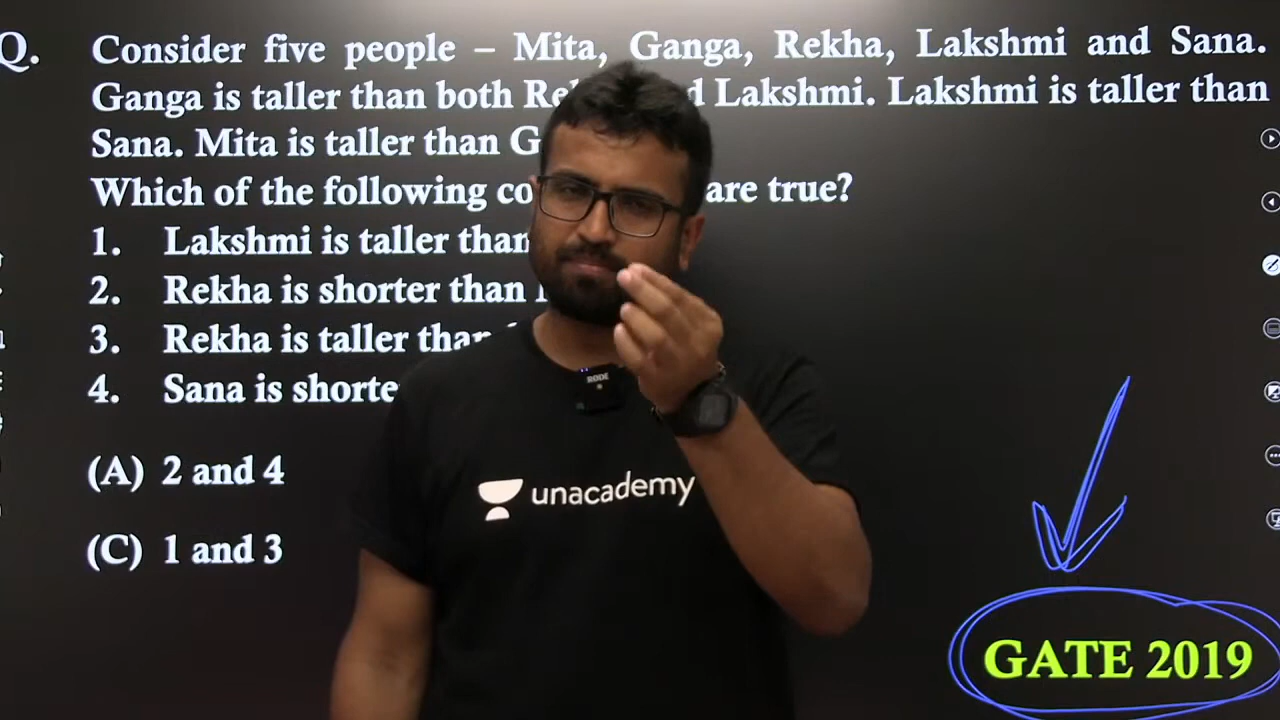 Q. Consider five people – Mita, Ganga, Rekha, Lakshmi and Sana.
Ganga is taller than both Lakshmi. Lakshmi is taller than
Sana. Mita is taller than
Which of the following are true?
1. Lakshmi is taller than
2. Rekha is shorter than
3. Rekha is taller than
4. Sana is
(A) 2 and 4
(C) 1 and 3
RODE
unacademy
GATE 2019